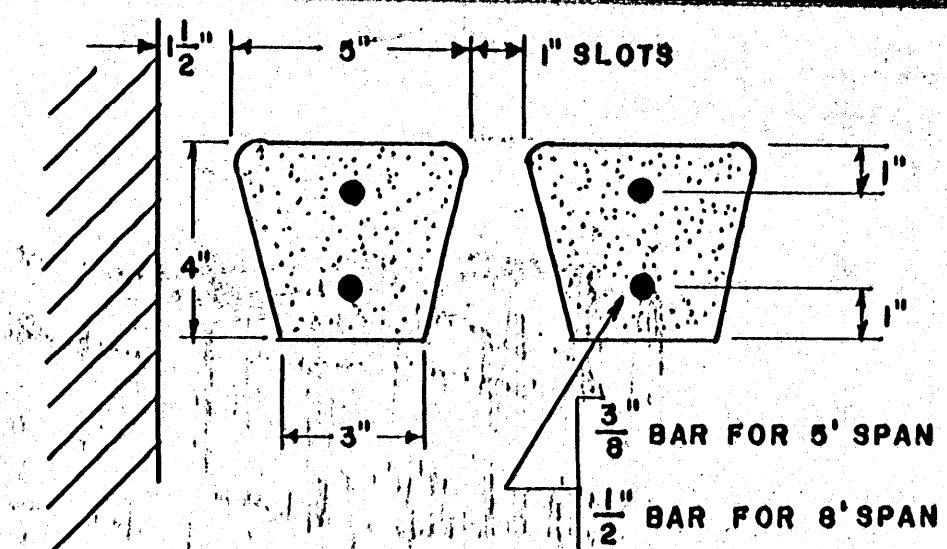 1 1/2" 5" 1" SLOTS
1"
4"
1"
3"
3/8" BAR FOR 5' SPAN
1/2" BAR FOR 8' SPAN